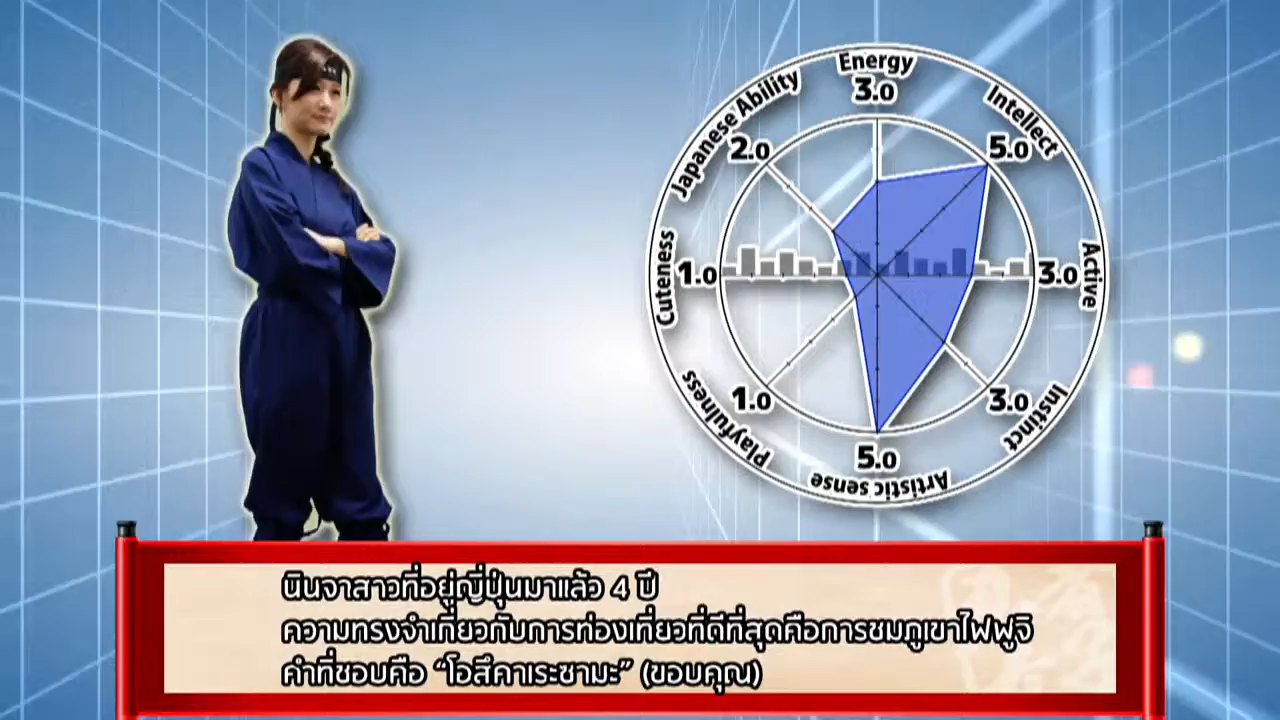 Energy
3.0
Intellect
5.0
Active
3.0
Instinct
3.0
Artistic sense
5.0
Playfulness
1.0
Cuteness
1.0
Japanese Ability
2.0
นินจาสาวที่อยู่ญี่ปุ่นมาแล้ว 4 ปี
ความทรงจำเกี่ยวกับการท่องเที่ยวที่ดีที่สุดคือการชมภูเขาไฟฟูจิ
คำที่ชอบคือ “โอสึคาเระซามะ” (ขอบคุณ)